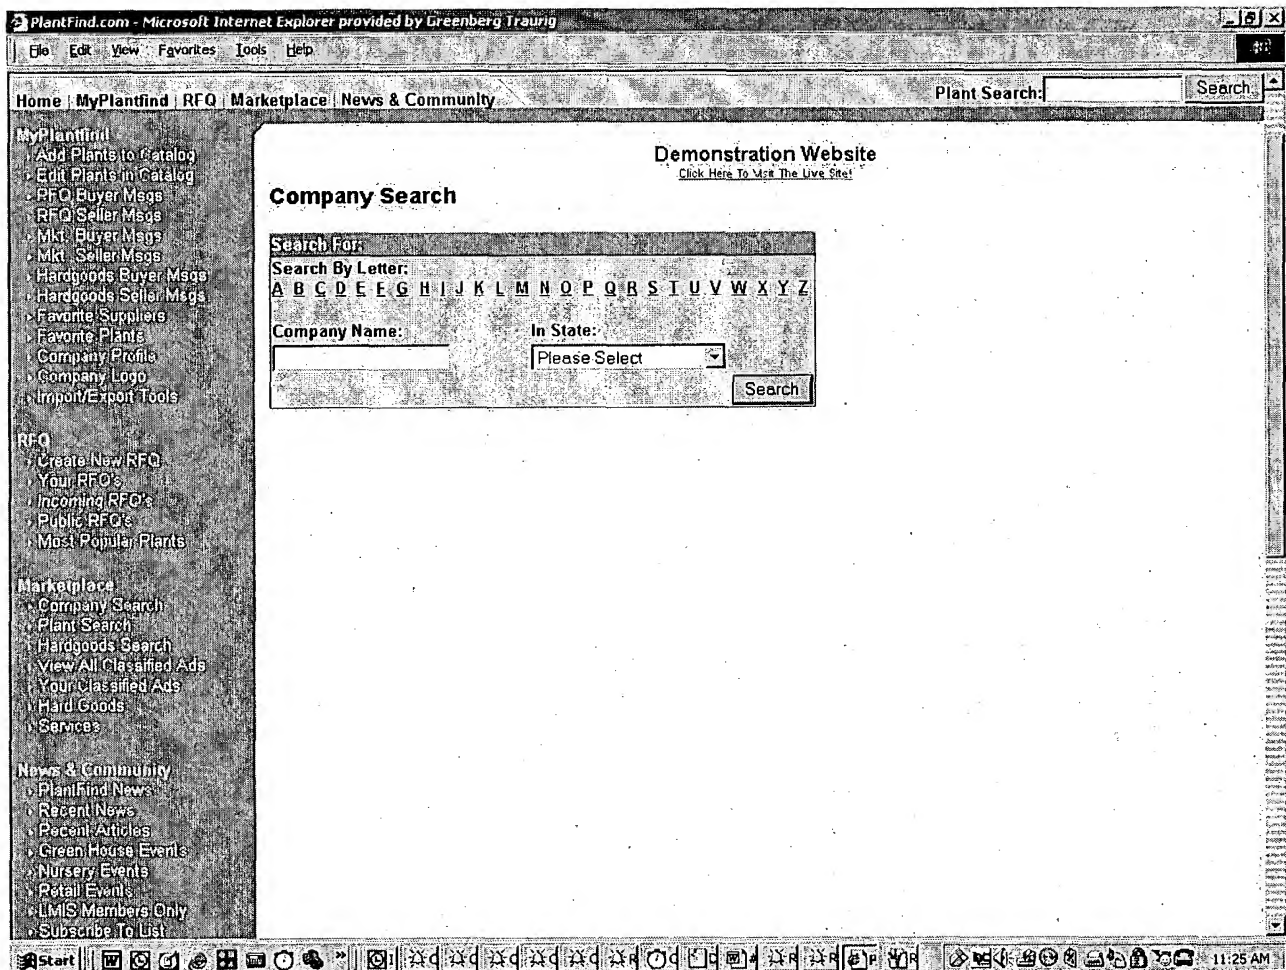 PlantFind.com - Microsoft Internet Explorer provided by Greenberg Traurig
File Edit View Favorites Tools Help
Home | MyPlantfind | RFQ | Marketplace | News & Community
Plant Search: Search
MyPlantfind
Add Plants to Catalog
Edit Plants in Catalog
RFQ Buyer Msgs
RFQ Seller Msgs
Mkt. Buyer Msgs
Mkt. Seller Msgs
Hardgoods Buyer Msgs
Hardgoods Seller Msgs
Favorite Suppliers
Favorite Plants
Company Profile
Company Logo
Import/Export Tools
RFQ
Create New RFQ
Your RFQ's
Incoming RFQ's
Public RFQ's
Most Popular Plants
Marketplace
Company Search
Plant Search
Hardgoods Search
View All Classified Ads
Your Classified Ads
Hard Goods
Services
News & Community
PlantFind News
Recent News
Recent Articles
Green House Events
Nursery Events
Retail Events
LMIS Members Only
Subscribe To List
Demonstration Website
Click Here To Visit The Live Site!
Company Search
Search For:
Search By Letter:
A B C D E F G H I J K L M N O P Q R S T U V W X Y Z
Company Name: In State:
Please Select
Search
Start
11:25 AM